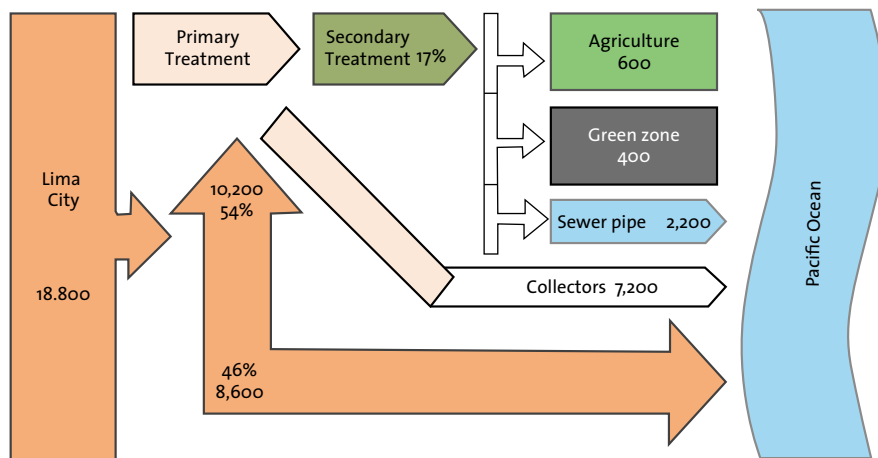 Primary
Treatment
Secondary
Treatment 17%
Agriculture
600
Green zone
400
Lima
City
10,200
54%
Sewer pipe 2,200
Pacific Ocean
18.800
Collectors 7,200
46%
8,600